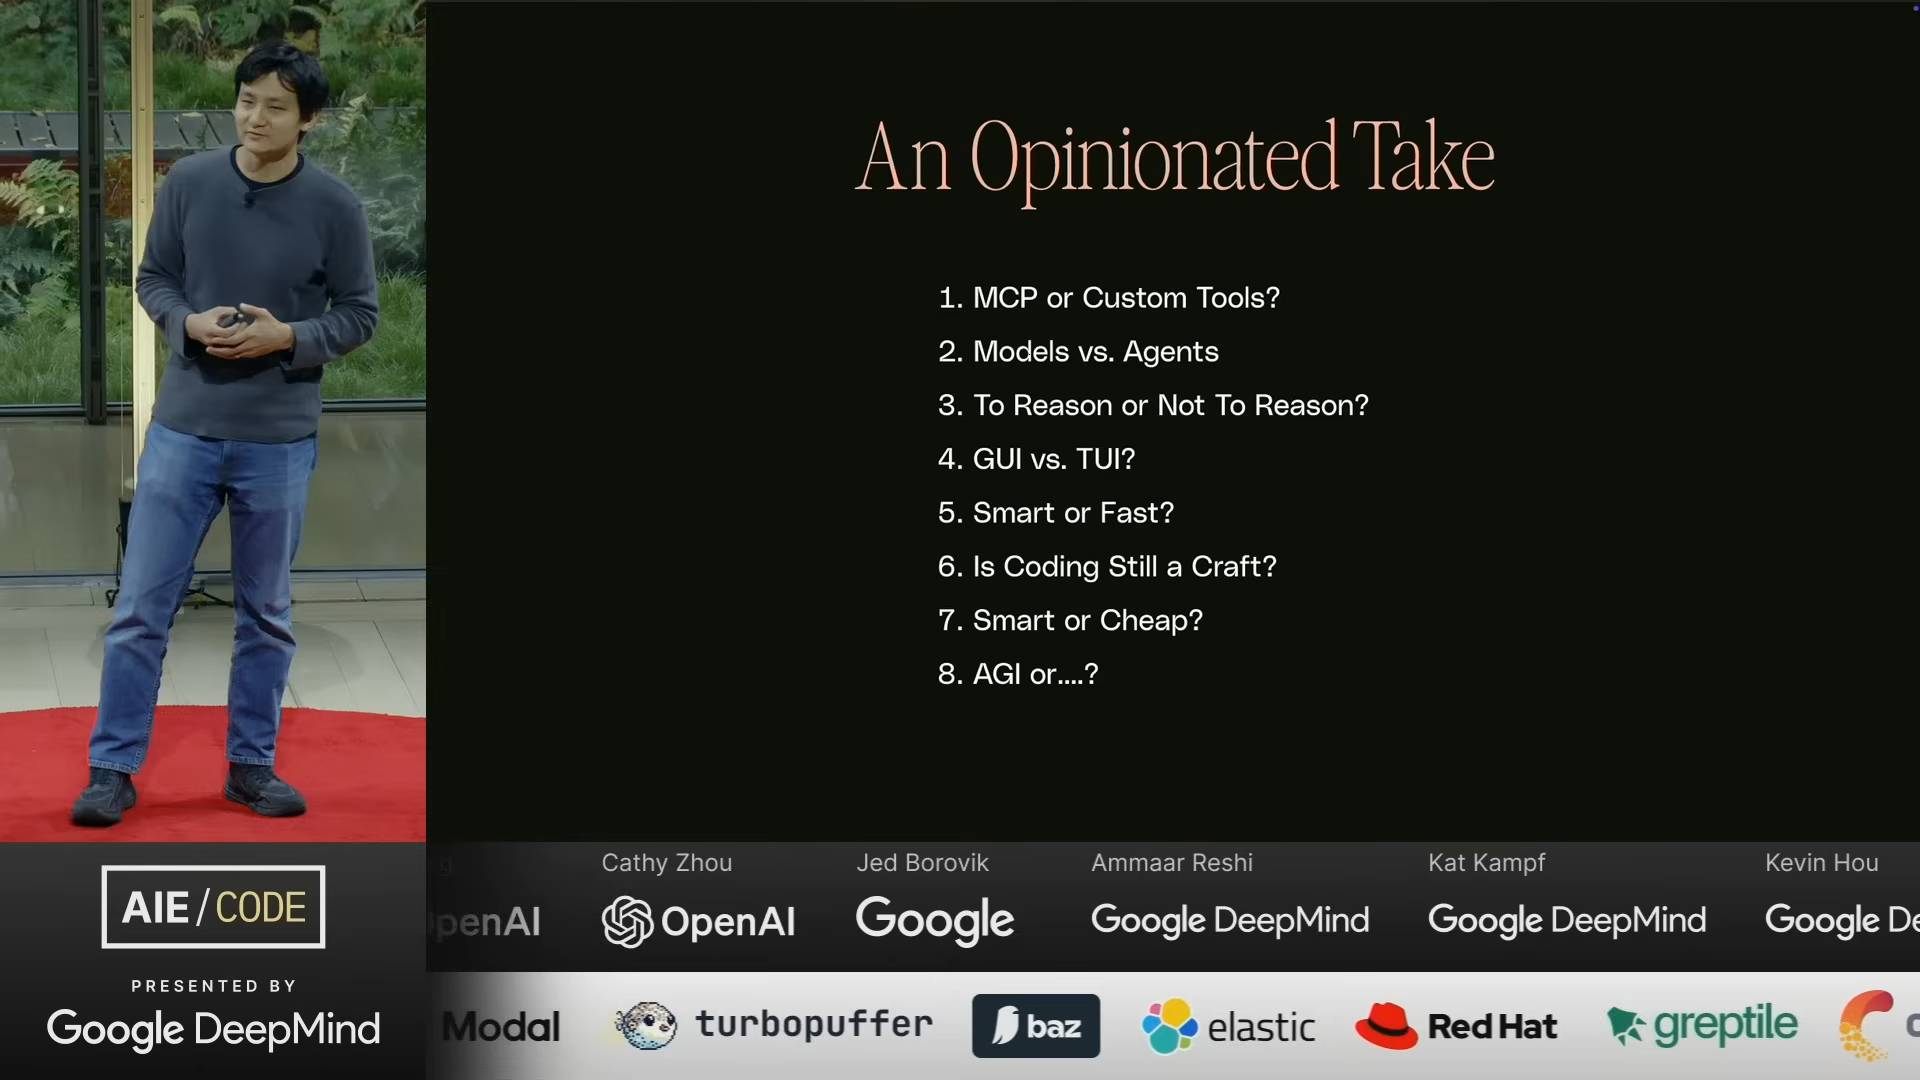 An Opinionated Take
1. MCP or Custom Tools?
2. Models vs. Agents
3. To Reason or Not To Reason?
4. GUI vs. TUI?
5. Smart or Fast?
6. Is Coding Still a Craft?
7. Smart or Cheap?
8. AGI or....?
AIE/CODE
PRESENTED BY
Google DeepMind
Cathy Zhou
Jed Borovik
Ammaar Reshi
Kat Kampf
Kevin Hou
OpenAI
OpenAI
Google
Google DeepMind
Google DeepMind
Google De
Modal
turbopuffer
baz
elastic
Red Hat
greptile